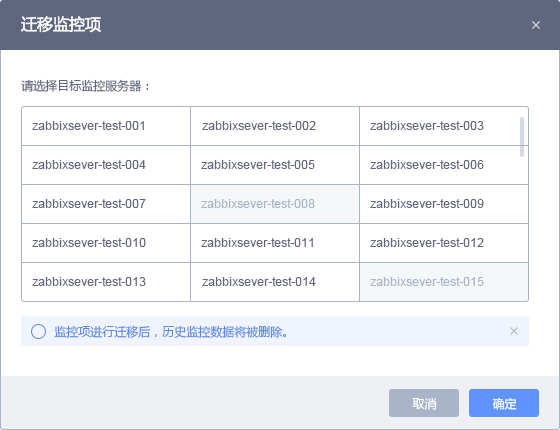 迁移监控项
请选择目标监控服务器：
zabbixsever-test-001 zabbixsever-test-002 zabbixsever-test-003
zabbixsever-test-004 zabbixsever-test-005 zabbixsever-test-006
zabbixsever-test-007 zabbixsever-test-008 zabbixsever-test-009
zabbixsever-test-010 zabbixsever-test-011 zabbixsever-test-012
zabbixsever-test-013 zabbixsever-test-014 zabbixsever-test-015
监控项进行迁移后，历史监控数据将被删除。
取消 确定